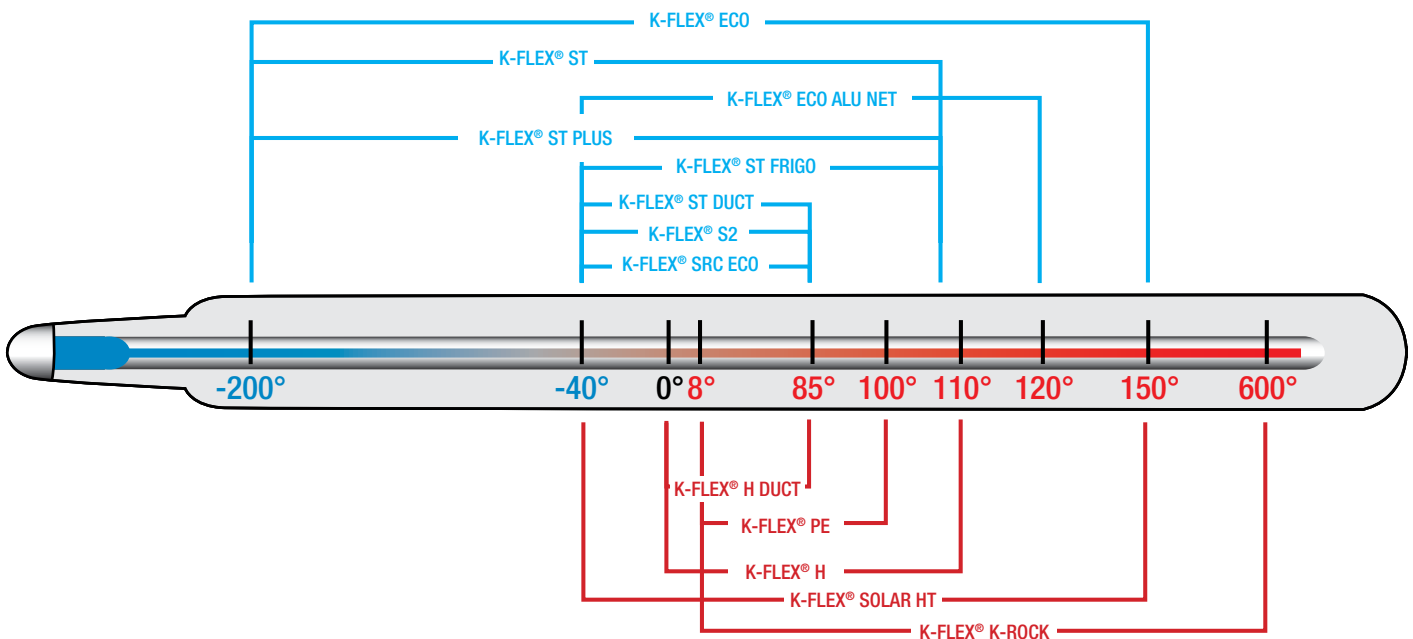 K-FLEX® ECO
K-FLEX® ST
K-FLEX® ECO ALU NET
K-FLEX® ST PLUS
K-FLEX® ST FRIGO
K-FLEX® ST DUCT
K-FLEX® S2
K-FLEX® SRC ECO
-200° -40° 0° 8° 85° 100° 110° 120° 150° 600°
K-FLEX® H DUCT
K-FLEX® PE
K-FLEX® H
K-FLEX® SOLAR HT
K-FLEX® K-ROCK